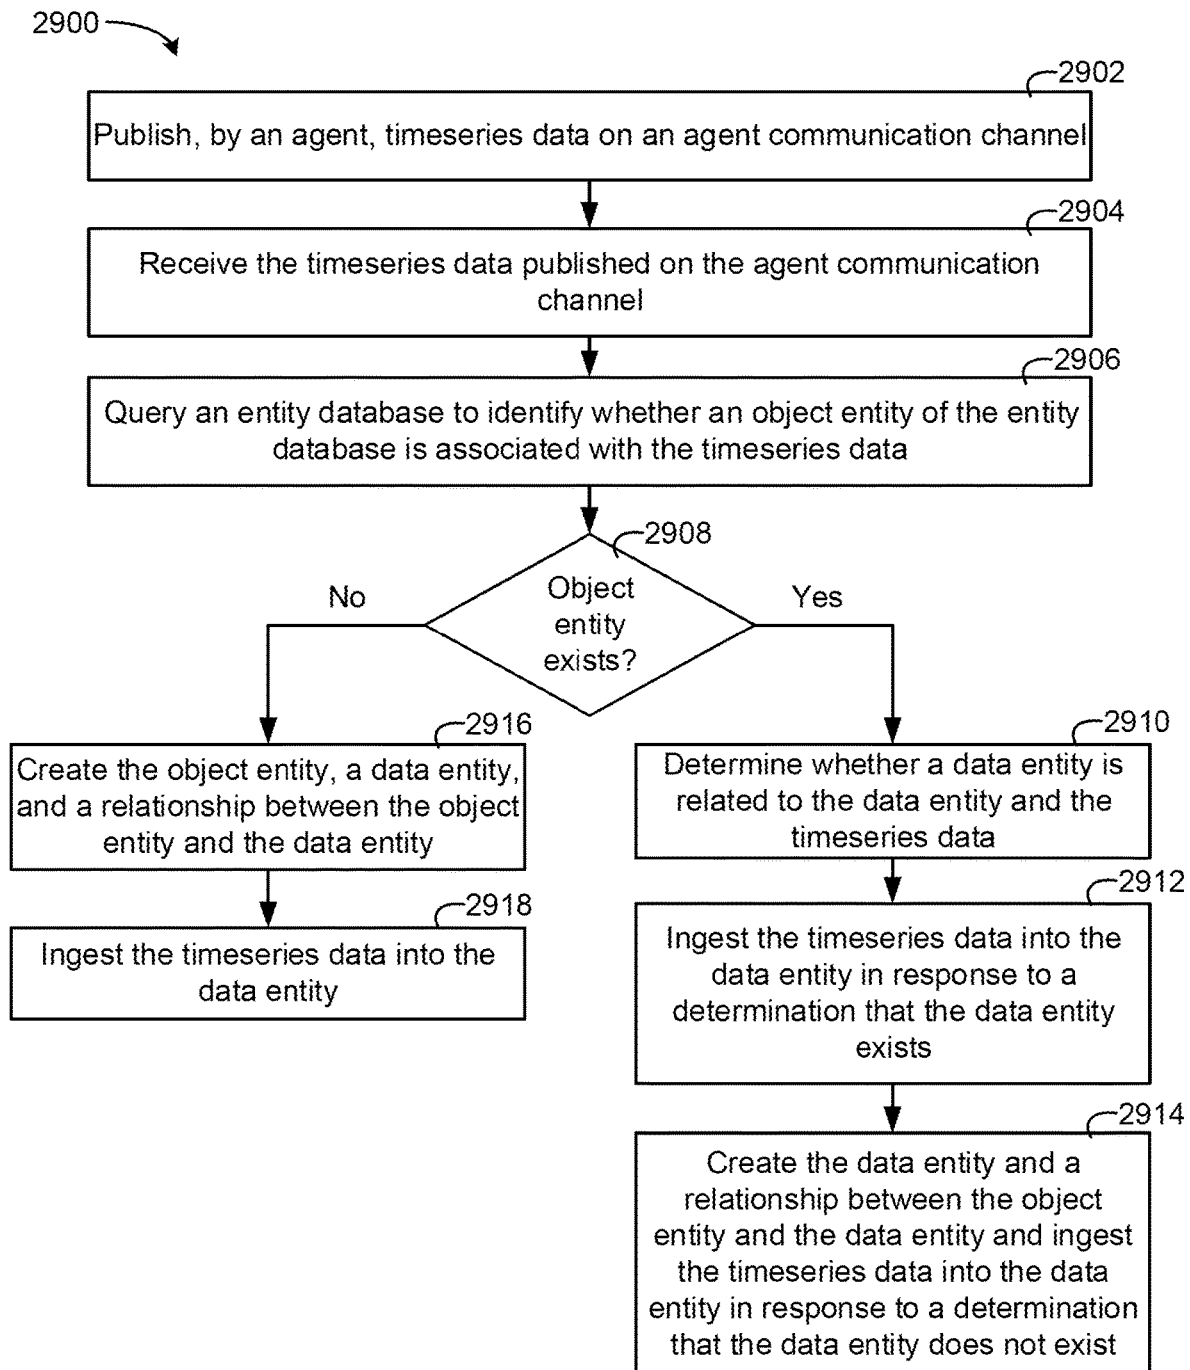 2900
2902
Publish, by an agent, timeseries data on an agent communication channel
2904
Receive the timeseries data published on the agent communication
channel
2906
Query an entity database to identify whether an object entity of the entity
database is associated with the timeseries data
2908
Object
entity
exists?
No
Yes
2916
Create the object entity, a data entity,
and a relationship between the object
entity and the data entity
2918
Ingest the timeseries data into the
data entity
2910
Determine whether a data entity is
related to the data entity and the
timeseries data
2912
Ingest the timeseries data into the
data entity in response to a
determination that the data entity
exists
2914
Create the data entity and a
relationship between the object
entity and the data entity and ingest
the timeseries data into the data
entity in response to a determination
that the data entity does not exist